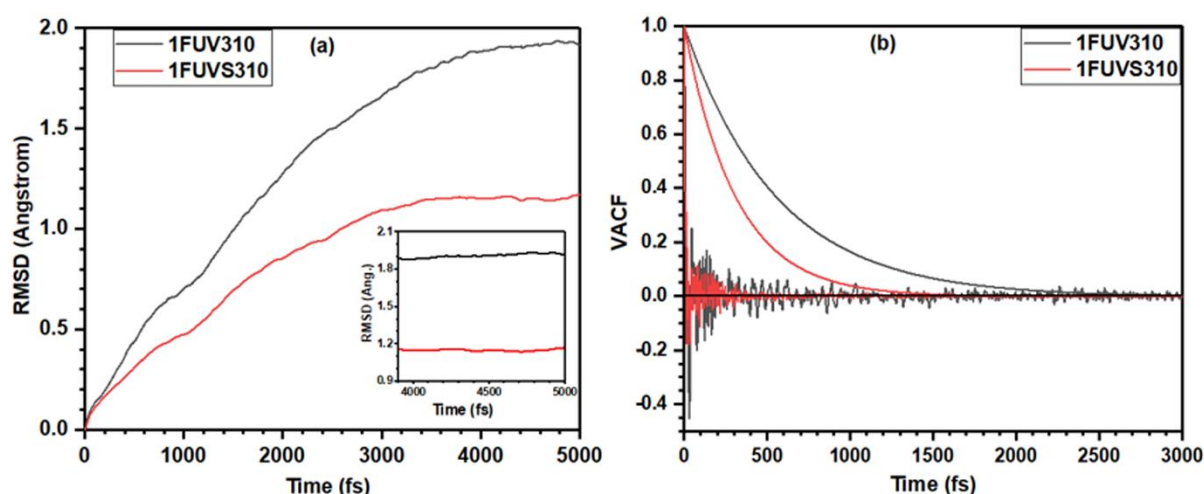 (a)
1FUV310
1FUVS310
2.0
1.5
1.0
0.5
0.0
RMSD (Angstrom)
0
1000
2000
3000
4000
5000
Time (fs)
2.1
1.8
1.5
1.2
0.9
RMSD (Ang.)
4000
4500
5000
Time (fs)
(b)
1FUV310
1FUVS310
1.0
0.8
0.6
0.4
0.2
0.0
-0.2
-0.4
VACF
0
500
1000
1500
2000
2500
3000
Time (fs)